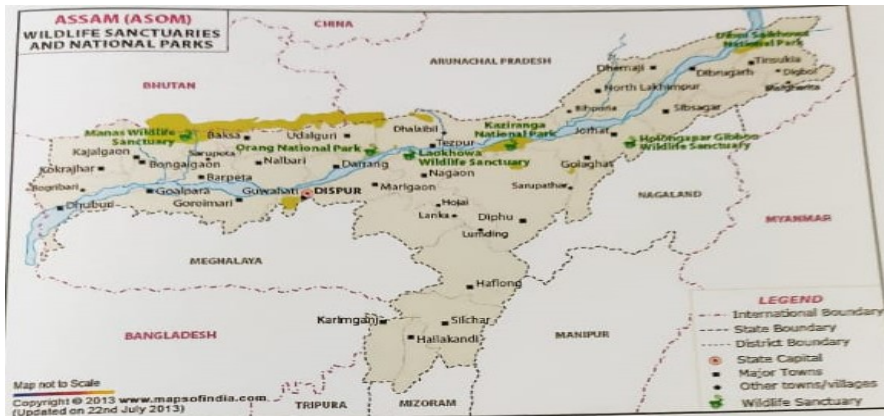 ASSAM (ASOM)
WILDLIFE SANCTUARIES
AND NATIONAL PARKS
CHINA
BHUTAN
ARUNACHAL PRADESH
Dibru Saikhowa
National Park
Tinsukia
Dhemaji
Dibrugarh
Digboi
Margherita
North Lakhimpur
Bihpuria
Sibsagar
Kaziranga
National Park
Jorhat
Hollongapar Gibbon
Wildlife Sanctuary
Manas Wildlife
Sanctuary
Baksa
Udalguri
Dhalaibil
Tezpur
Orang National Park
Laokhowa
Wildlife Sanctuary
Kajalgaon
Sarupeta
Bongaigaon
Nalbari
Darrang
Nagaon
Golaghat
Kokrajhar
Barpeta
Sarupathar
Bogribari
Goalpara
Guwahati
DISPUR
Marigaon
NAGALAND
Dhuburi
Goroimari
Hojai
Lanka
Diphu
Lumding
MYANMAR
MEGHALAYA
Haflong
BANGLADESH
Karimganj
Silchar
Hailakandi
MANIPUR
TRIPURA
MIZORAM
LEGEND
International Boundary
State Boundary
District Boundary
State Capital
Major Towns
Other towns/villages
Wildlife Sanctuary
Map not to Scale
Copyright © 2013 www.mapsofindia.com
(Updated on 22nd July 2013)